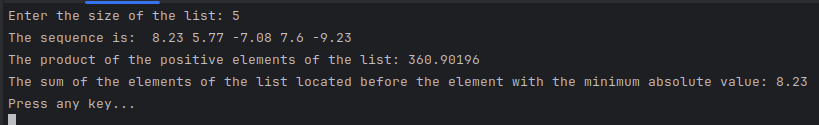 Enter the size of the list: 5
The sequence is:  8.23 5.77 -7.08 7.6 -9.23
The product of the positive elements of the list: 360.90196
The sum of the elements of the list located before the element with the minimum absolute value: 8.23
Press any key...